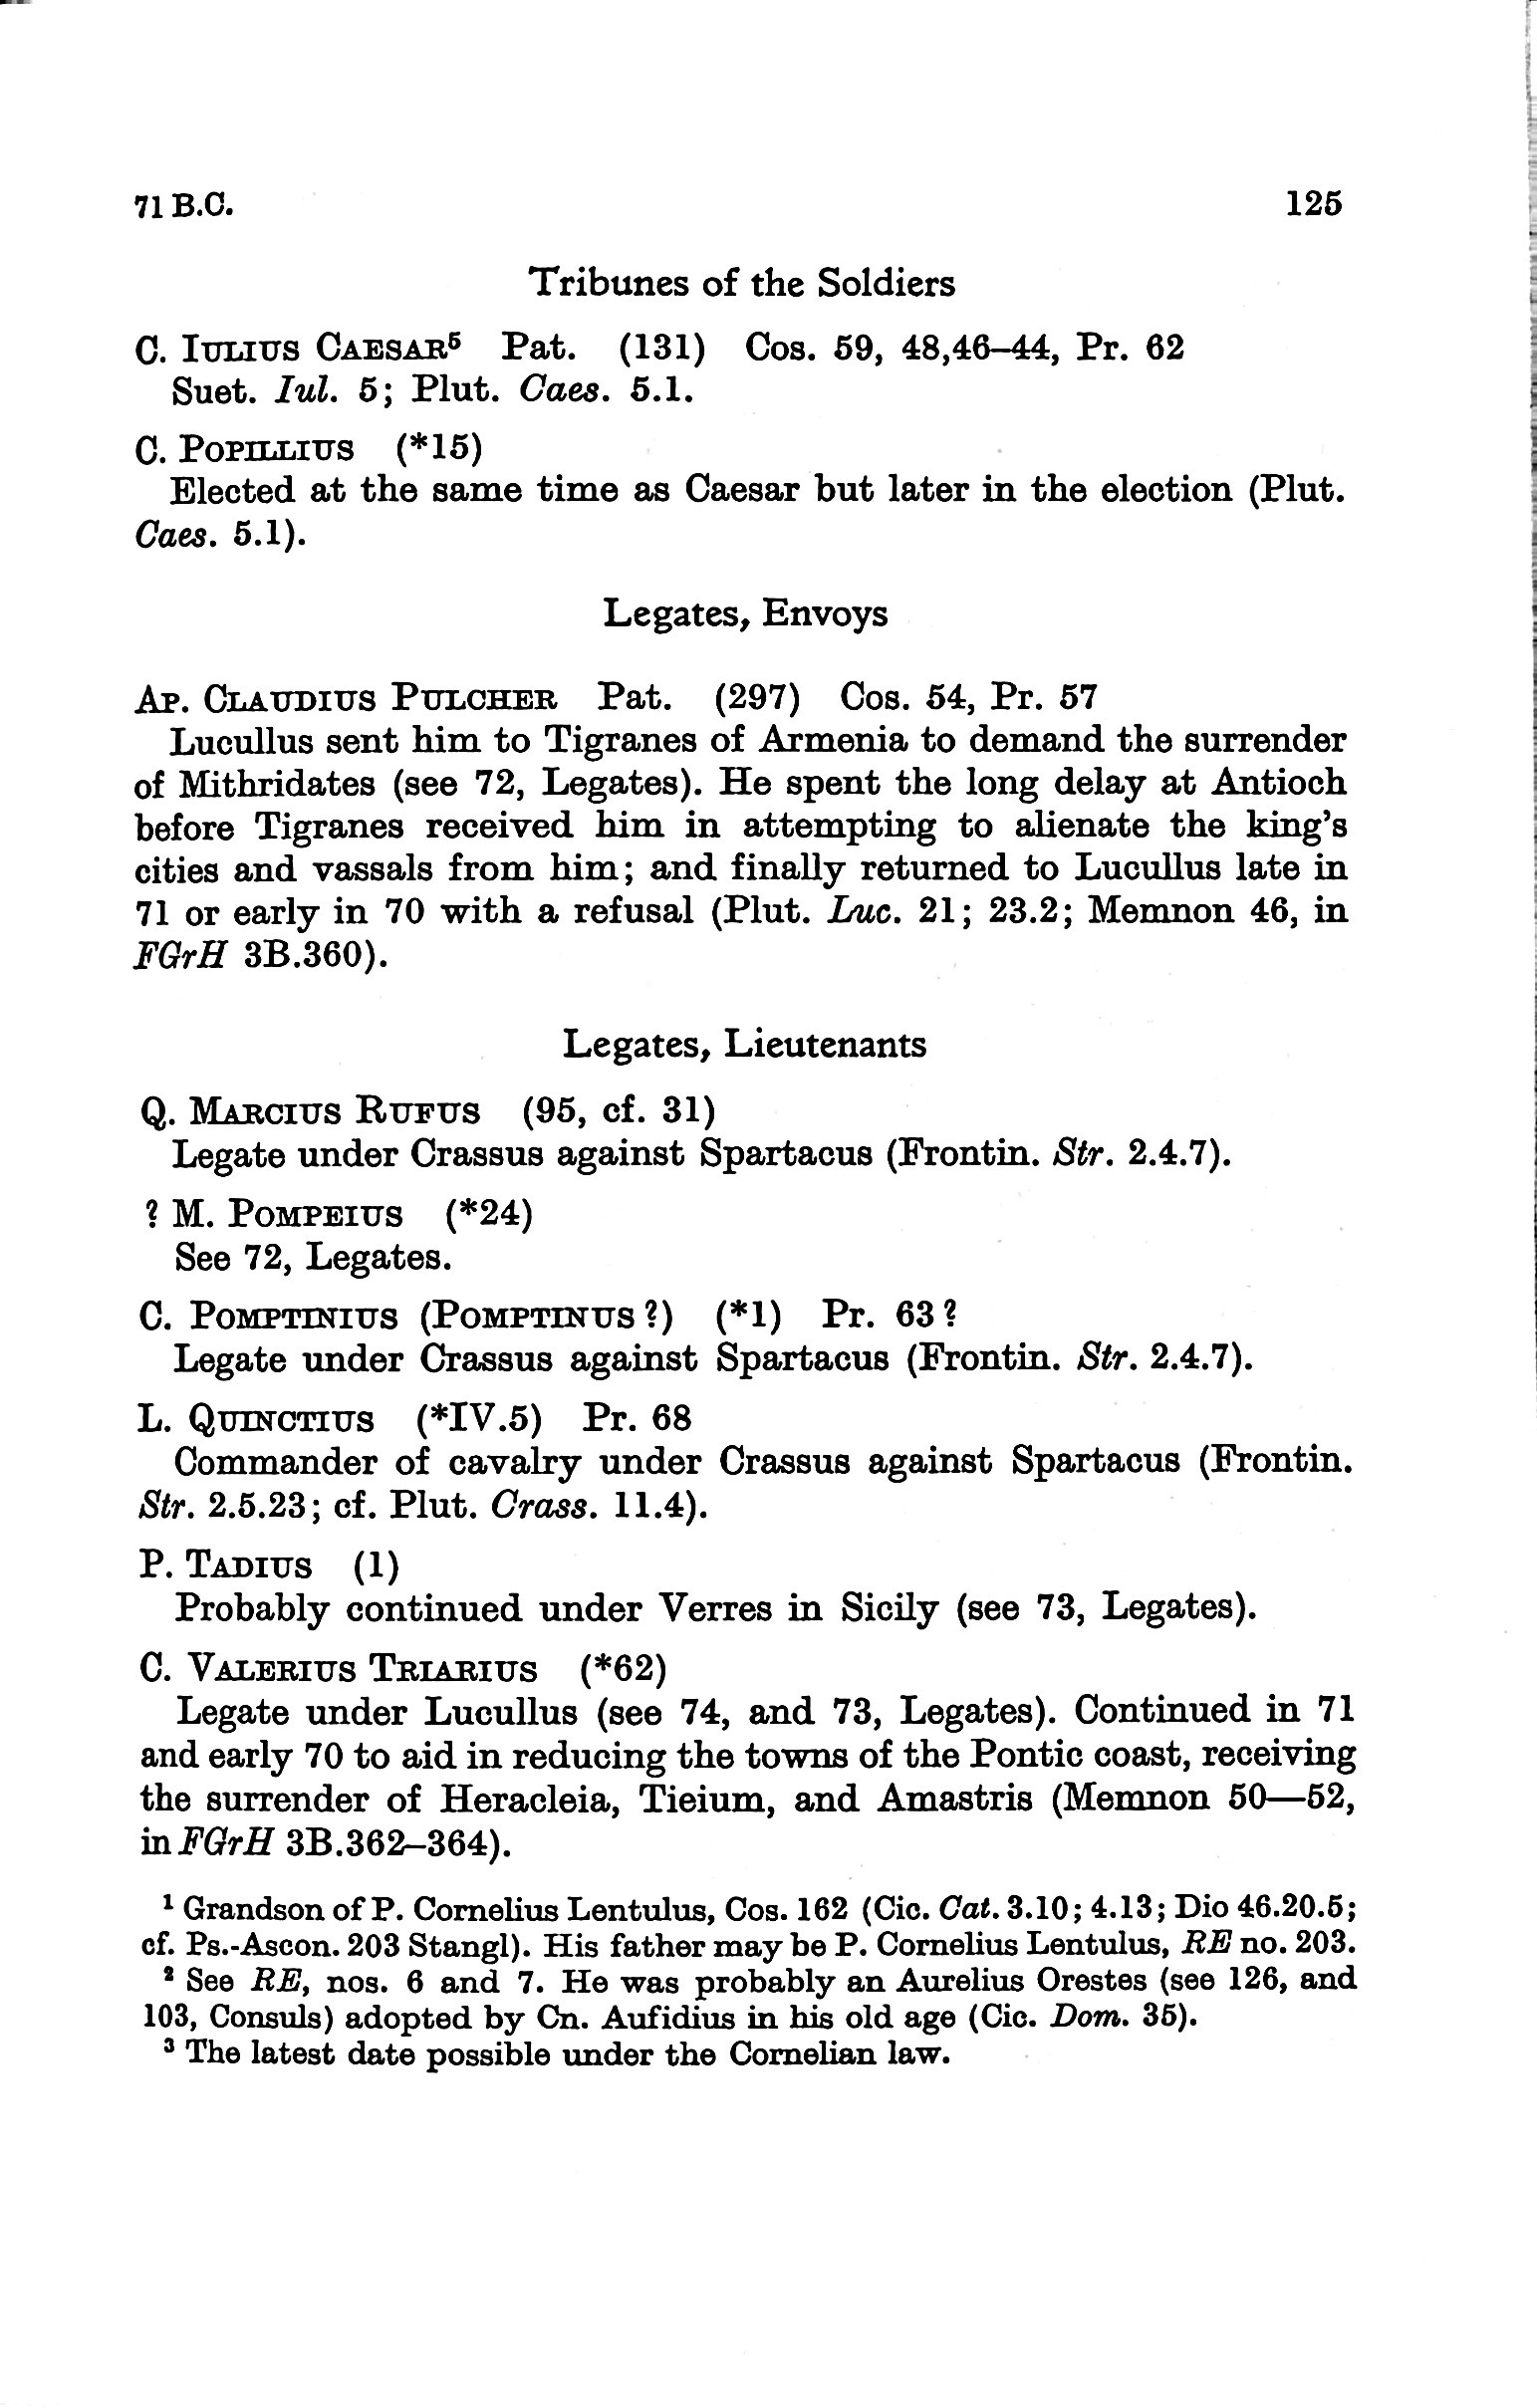 71 B.C. 125
Tribunes of the Soldiers
C. IULIUS CAESAR⁵ Pat. (131) Cos. 59, 48,46–44, Pr. 62
Suet. Iul. 5; Plut. Caes. 5.1.
C. POPILLIUS (*15)
Elected at the same time as Caesar but later in the election (Plut.
Caes. 5.1).
Legates, Envoys
AP. CLAUDIUS PULCHER Pat. (297) Cos. 54, Pr. 57
Lucullus sent him to Tigranes of Armenia to demand the surrender
of Mithridates (see 72, Legates). He spent the long delay at Antioch
before Tigranes received him in attempting to alienate the king's
cities and vassals from him; and finally returned to Lucullus late in
71 or early in 70 with a refusal (Plut. Luc. 21; 23.2; Memnon 46, in
FGrH 3B.360).
Legates, Lieutenants
Q. MARCIUS RUFUS (95, cf. 31)
Legate under Crassus against Spartacus (Frontin. Str. 2.4.7).
? M. POMPEIUS (*24)
See 72, Legates.
C. POMPTINIUS (POMPTINUS?) (*1) Pr. 63?
Legate under Crassus against Spartacus (Frontin. Str. 2.4.7).
L. QUINCTIUS (*IV.5) Pr. 68
Commander of cavalry under Crassus against Spartacus (Frontin.
Str. 2.5.23; cf. Plut. Crass. 11.4).
P. TADIUS (1)
Probably continued under Verres in Sicily (see 73, Legates).
C. VALERIUS TRIARIUS (*62)
Legate under Lucullus (see 74, and 73, Legates). Continued in 71
and early 70 to aid in reducing the towns of the Pontic coast, receiving
the surrender of Heracleia, Tieium, and Amastris (Memnon 50—52,
in FGrH 3B.362–364).
¹ Grandson of P. Cornelius Lentulus, Cos. 162 (Cic. Cat. 3.10; 4.13; Dio 46.20.5;
cf. Ps.-Ascon. 203 Stangl). His father may be P. Cornelius Lentulus, RE no. 203.
² See RE, nos. 6 and 7. He was probably an Aurelius Orestes (see 126, and
103, Consuls) adopted by Cn. Aufidius in his old age (Cic. Dom. 35).
³ The latest date possible under the Cornelian law.